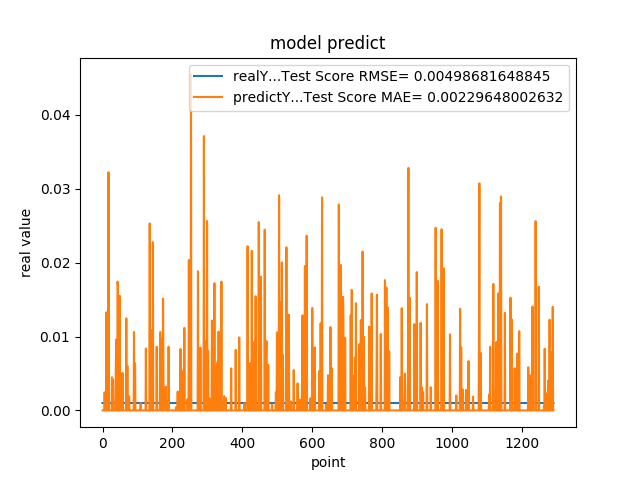 model predict
realY...Test Score RMSE= 0.00498681648845
predictY...Test Score MAE= 0.00229648002632
real value
0.04
0.03
0.02
0.01
0.00
0 200 400 600 800 1000 1200
point